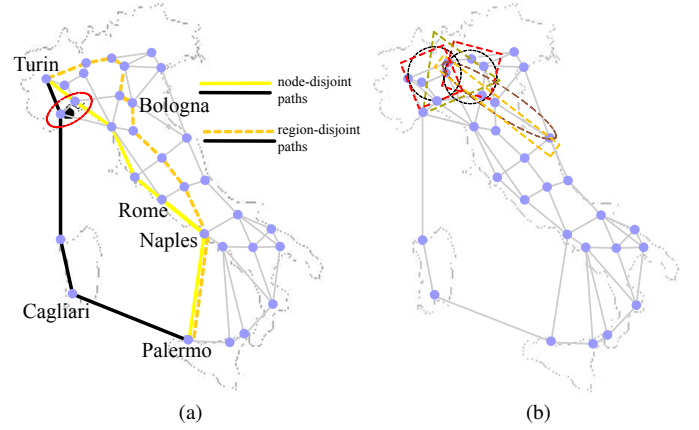 Turin
node-disjoint
paths
Bologna
region-disjoint
paths
Rome
Naples
Cagliari
Palermo
(a)
(b)